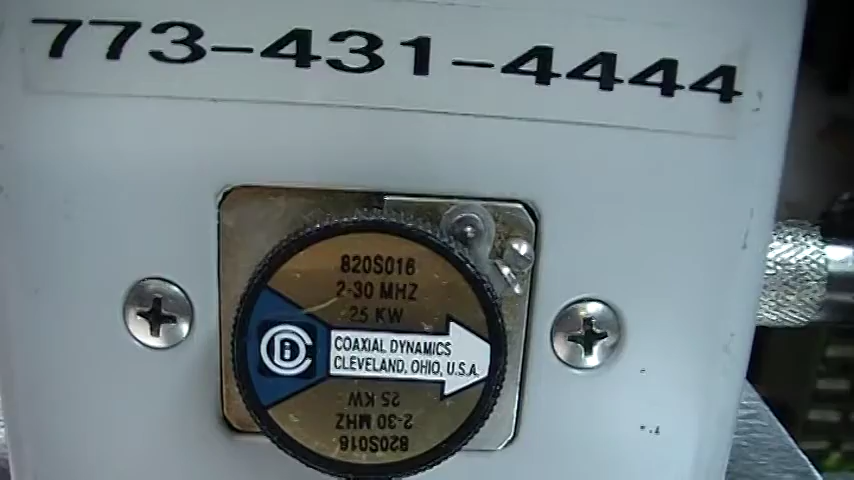 773-431-4444
820S016
2-30 MHZ
25 KW
CDI
COAXIAL DYNAMICS
CLEVELAND, OHIO, U.S.A.
25 KW
2-30 MHZ
820S016